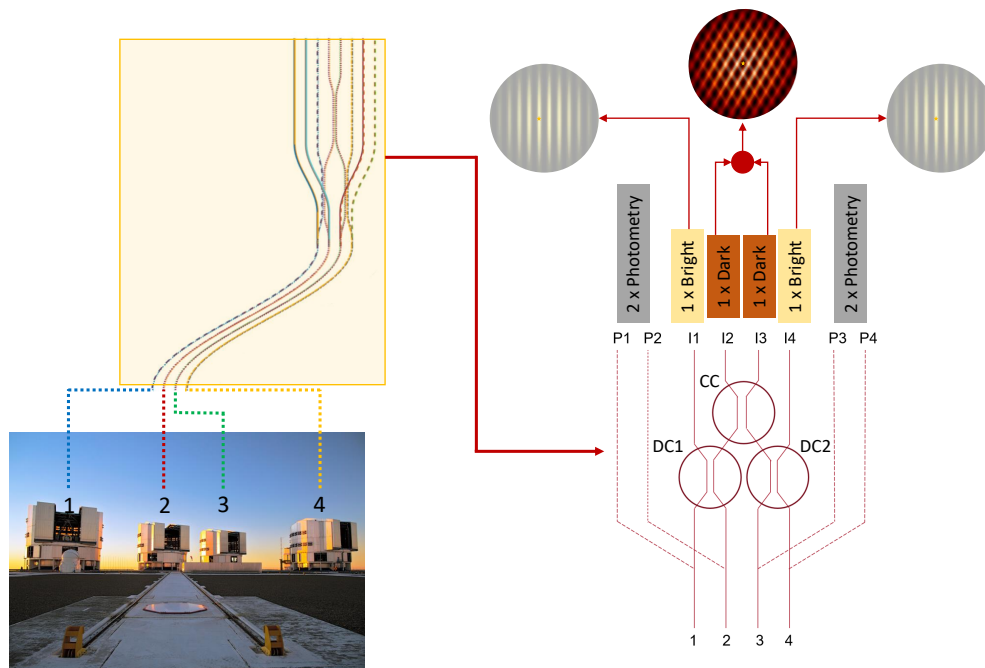 1
2
3
4
2 x Photometry
1 x Bright
1 x Dark
1 x Dark
1 x Bright
2 x Photometry
P1
P2
I1
I2
I3
I4
P3
P4
CC
DC1
DC2
1
2
3
4